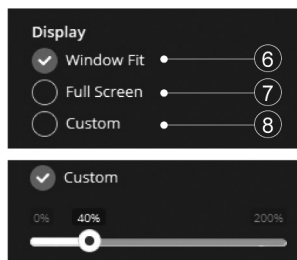 Display
Window Fit 6
Full Screen 7
Custom 8
Custom
0% 40% 200%